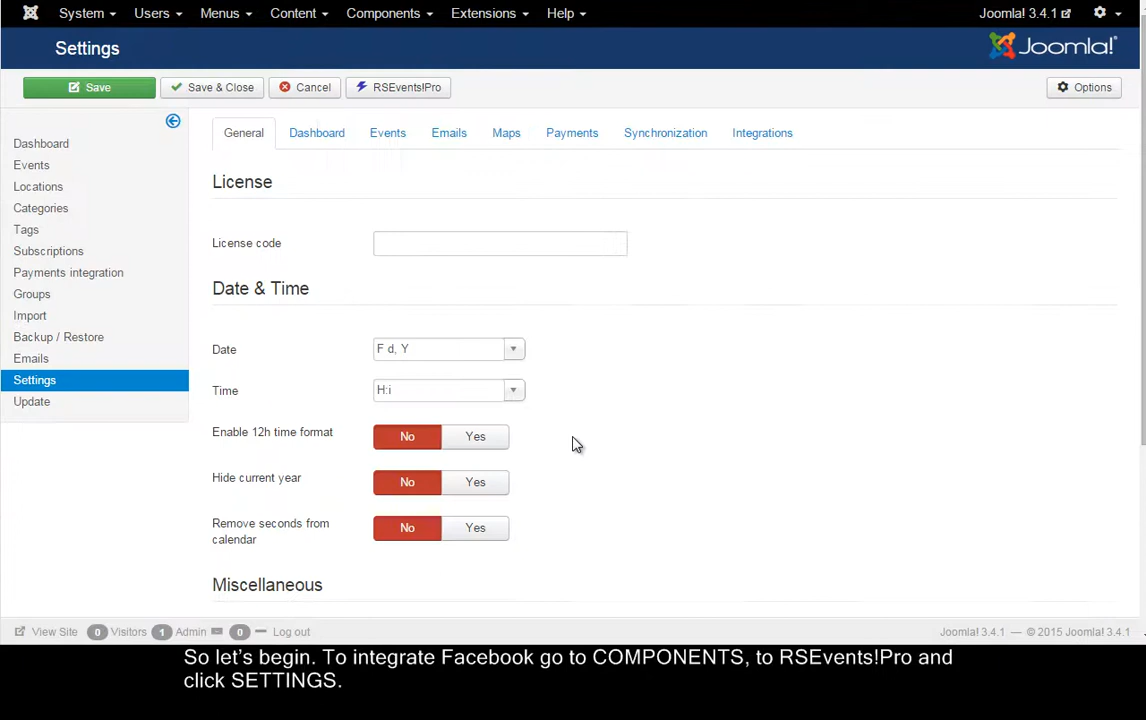 System Users Menus Content Components Extensions Help Joomla! 3.4.1
Settings Joomla!®
Save Save & Close Cancel RSEvents!Pro Options
Dashboard
Events
Locations
Categories
Tags
Subscriptions
Payments integration
Groups
Import
Backup / Restore
Emails
Settings
Update
General Dashboard Events Emails Maps Payments Synchronization Integrations
License
License code
Date & Time
Date F d, Y
Time H:i
Enable 12h time format No Yes
Hide current year No Yes
Remove seconds from
calendar No Yes
Miscellaneous
View Site 0 Visitors 1 Admin 0 Log out Joomla! 3.4.1 — © 2015 Joomla! 3.4.1
So let's begin. To integrate Facebook go to COMPONENTS, to RSEvents!Pro and
click SETTINGS.